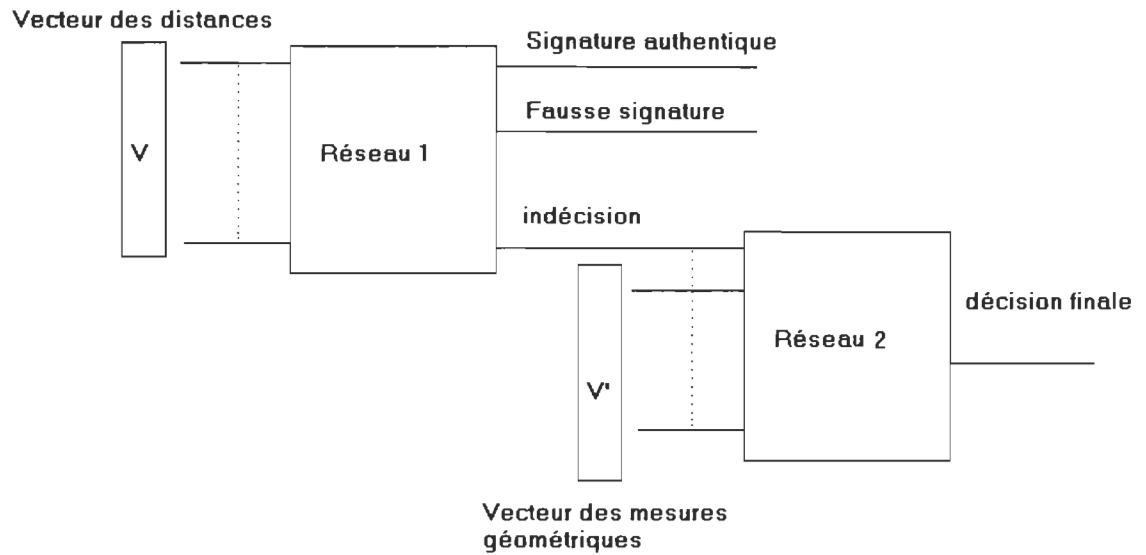 Vecteur des distances
Signature authentique
Fausse signature
V
Réseau 1
indécision
décision finale
Réseau 2
V'
Vecteur des mesures
géométriques